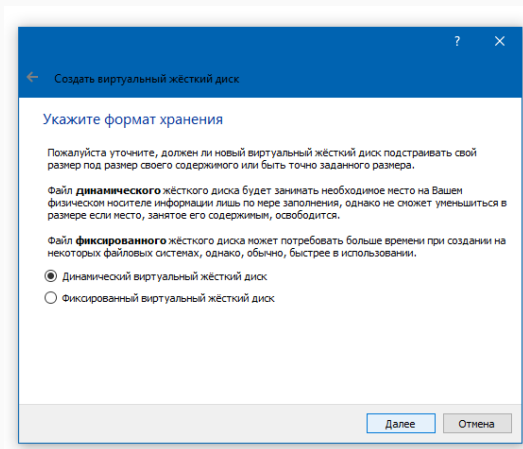 ?
Создать виртуальный жёсткий диск
Укажите формат хранения
Пожалуйста уточните, должен ли новый виртуальный жёсткий диск подстраивать свой
размер под размер своего содержимого или быть точно заданного размера.
Файл динамического жёсткого диска будет занимать необходимое место на Вашем
физическом носителе информации лишь по мере заполнения, однако не сможет уменьшиться в
размере если место, занятое его содержимым, освободится.
Файл фиксированного жёсткого диска может потребовать больше времени при создании на
некоторых файловых системах, однако, обычно, быстрее в использовании.
Динамический виртуальный жёсткий диск
Фиксированный виртуальный жёсткий диск
Далее Отмена